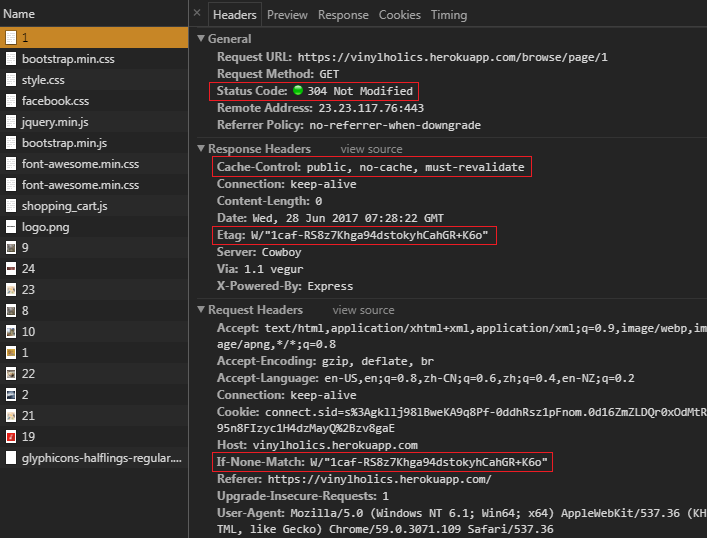 Name
1
bootstrap.min.css
style.css
facebook.css
jquery.min.js
bootstrap.min.js
font-awesome.min.css
font-awesome.min.css
shopping_cart.js
logo.png
9
24
23
8
10
1
22
2
21
19
glyphicons-halflings-regular....
× Headers Preview Response Cookies Timing
General
Request URL: https://vinylholics.herokuapp.com/browse/page/1
Request Method: GET
Status Code: 304 Not Modified
Remote Address: 23.23.117.76:443
Referrer Policy: no-referrer-when-downgrade
Response Headers view source
Cache-Control: public, no-cache, must-revalidate
Connection: keep-alive
Content-Length: 0
Date: Wed, 28 Jun 2017 07:28:22 GMT
Etag: W/"1caf-RS8z7Khga94dstokyhCahGR+K6o"
Server: Cowboy
Via: 1.1 vegur
X-Powered-By: Express
Request Headers view source
Accept: text/html,application/xhtml+xml,application/xml;q=0.9,image/webp,im
age/apng,*/*;q=0.8
Accept-Encoding: gzip, deflate, br
Accept-Language: en-US,en;q=0.8,zh-CN;q=0.6,zh;q=0.4,en-NZ;q=0.2
Connection: keep-alive
Cookie: connect.sid=s%3Agkllj98lBweKA9q8Pf-0ddhRsz1pFnom.0d16ZmZLDQr0xOdMtR
95n8FIzyc1H4dzMayQ%2Bzv8gaE
Host: vinylholics.herokuapp.com
If-None-Match: W/"1caf-RS8z7Khga94dstokyhCahGR+K6o"
Referer: https://vinylholics.herokuapp.com/
Upgrade-Insecure-Requests: 1
User-Agent: Mozilla/5.0 (Windows NT 6.1; Win64; x64) AppleWebKit/537.36 (KH
TML, like Gecko) Chrome/59.0.3071.109 Safari/537.36